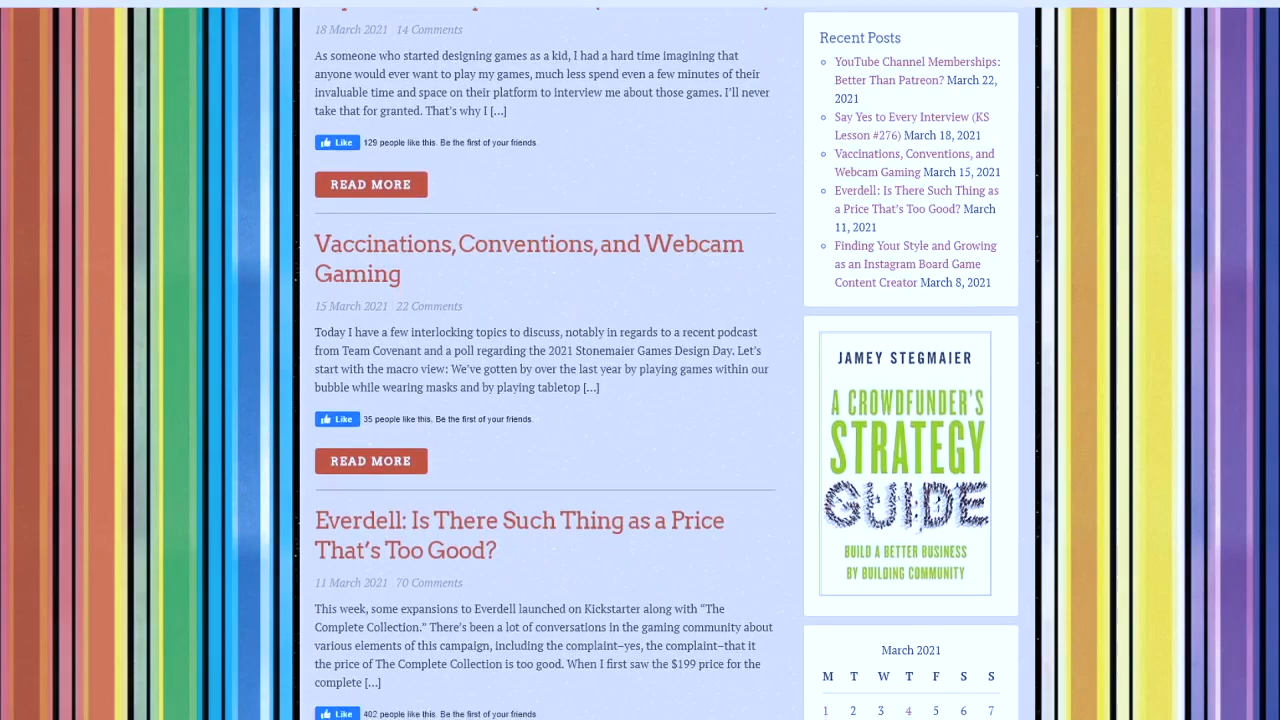 18 March 2021 14 Comments
As someone who started designing games as a kid, I had a hard time imagining that
anyone would ever want to play my games, much less spend even a few minutes of their
invaluable time and space on their platform to interview me about those games. I'll never
take that for granted. That's why I [...]
Like 129 people like this. Be the first of your friends.
READ MORE
Vaccinations, Conventions, and Webcam
Gaming
15 March 2021 22 Comments
Today I have a few interlocking topics to discuss, notably in regards to a recent podcast
from Team Covenant and a poll regarding the 2021 Stonemaier Games Design Day. Let's
start with the macro view: We've gotten by over the last year by playing games within our
bubble while wearing masks and by playing tabletop [...]
Like 35 people like this. Be the first of your friends.
READ MORE
Everdell: Is There Such Thing as a Price
That's Too Good?
11 March 2021 70 Comments
This week, some expansions to Everdell launched on Kickstarter along with “The
Complete Collection.” There's been a lot of conversations in the gaming community about
various elements of this campaign, including the complaint–yes, the complaint–that it
the price of The Complete Collection is too good. When I first saw the $199 price for the
complete [...]
Like 402 people like this. Be the first of your friends
Recent Posts
YouTube Channel Memberships:
Better Than Patreon? March 22,
2021
Say Yes to Every Interview (KS
Lesson #276) March 18, 2021
Vaccinations, Conventions, and
Webcam Gaming March 15, 2021
Everdell: Is There Such Thing as
a Price That's Too Good? March
11, 2021
Finding Your Style and Growing
as an Instagram Board Game
Content Creator March 8, 2021
JAMEY STEGMAIER
A CROWDFUNDER'S
STRATEGY
GUIDE
BUILD A BETTER BUSINESS
BY BUILDING COMMUNITY
March 2021
M T W T F S S
1 2 3 4 5 6 7